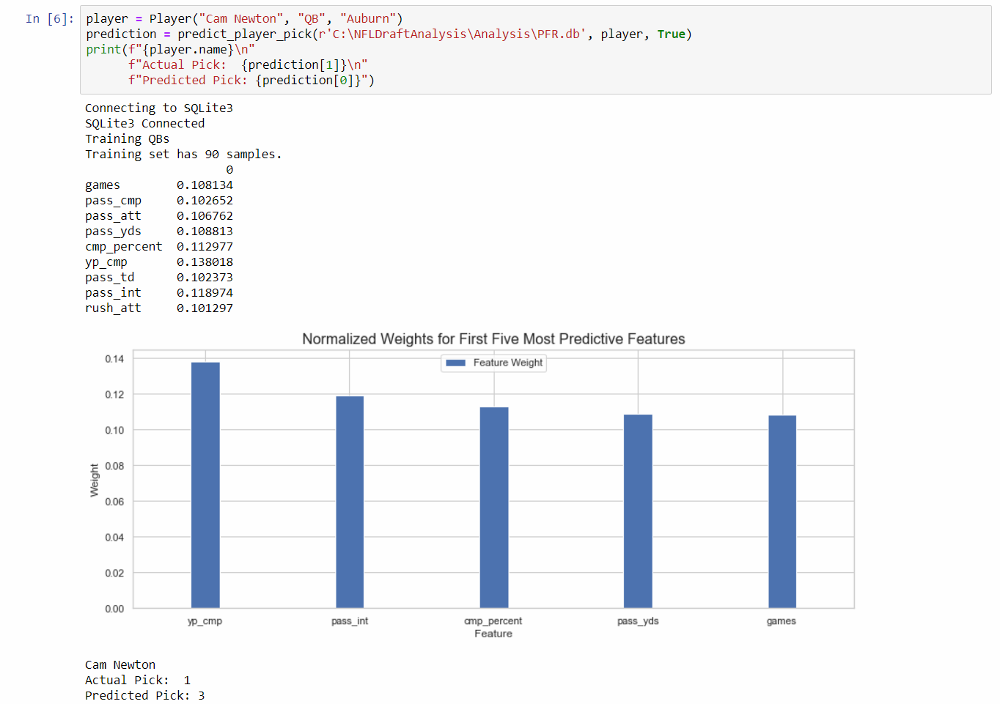 In [6]:
player = Player("Cam Newton", "QB", "Auburn")
prediction = predict_player_pick(r'C:\NFLDraftAnalysis\Analysis\PFR.db', player, True)
print(f"{player.name}\n"
f"Actual Pick:  {prediction[1]}\n"
f"Predicted Pick: {prediction[0]}")
Connecting to SQLite3
SQLite3 Connected
Training QBs
Training set has 90 samples.
0
games 0.108134
pass_cmp 0.102652
pass_att 0.106762
pass_yds 0.108813
cmp_percent 0.112977
yp_cmp 0.138018
pass_td 0.102373
pass_int 0.118974
rush_att 0.101297
Normalized Weights for First Five Most Predictive Features
Feature Weight
0.14
0.12
0.10
0.08
0.06
0.04
0.02
0.00
Weight
yp_cmp pass_int cmp_percent pass_yds games
Feature
Cam Newton
Actual Pick:  1
Predicted Pick: 3